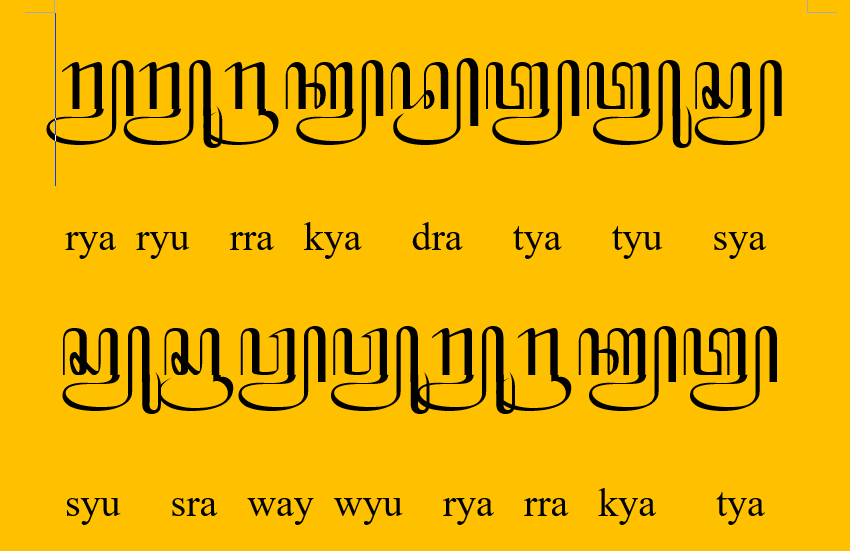 ꦫꦾꦫꦾꦸꦫꦿꦏꦾꦢꦾꦠꦾꦠꦾꦸꦱꦾ
rya ryu rra kya dra tya tyu sya
ꦱꦾꦸꦱꦿꦮꦾꦮꦾꦸꦫꦾꦸꦫꦿꦏꦾꦠꦾ
syu sra way wyu rya rra kya tya